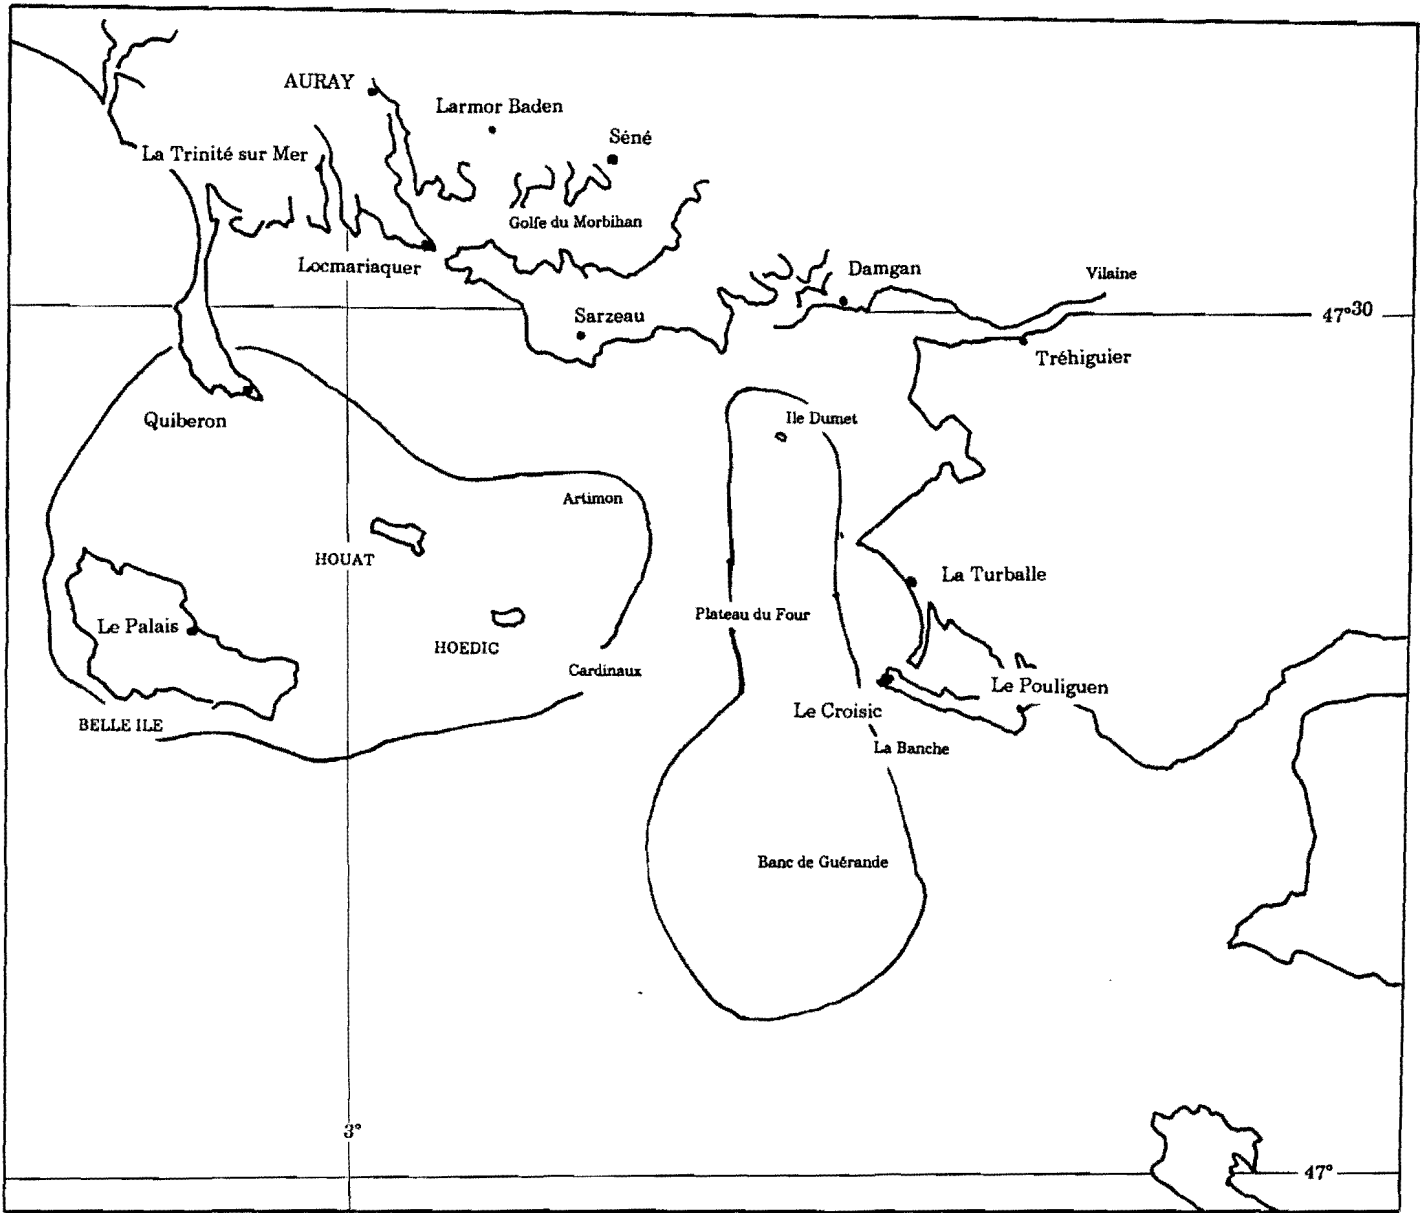 AURAY
Larmor Baden
Séné
La Trinité sur Mer
Golfe du Morbihan
Locmariaquer
Damgan
Vilaine
47°30
Sarzeau
Tréhiguier
Quiberon
Ile Dumet
Artimon
HOUAT
La Turballe
Plateau du Four
Le Palais
HOEDIC
Cardinaux
Le Pouliguen
Le Croisic
BELLE ILE
La Banche
Banc de Guérande
3°
47°